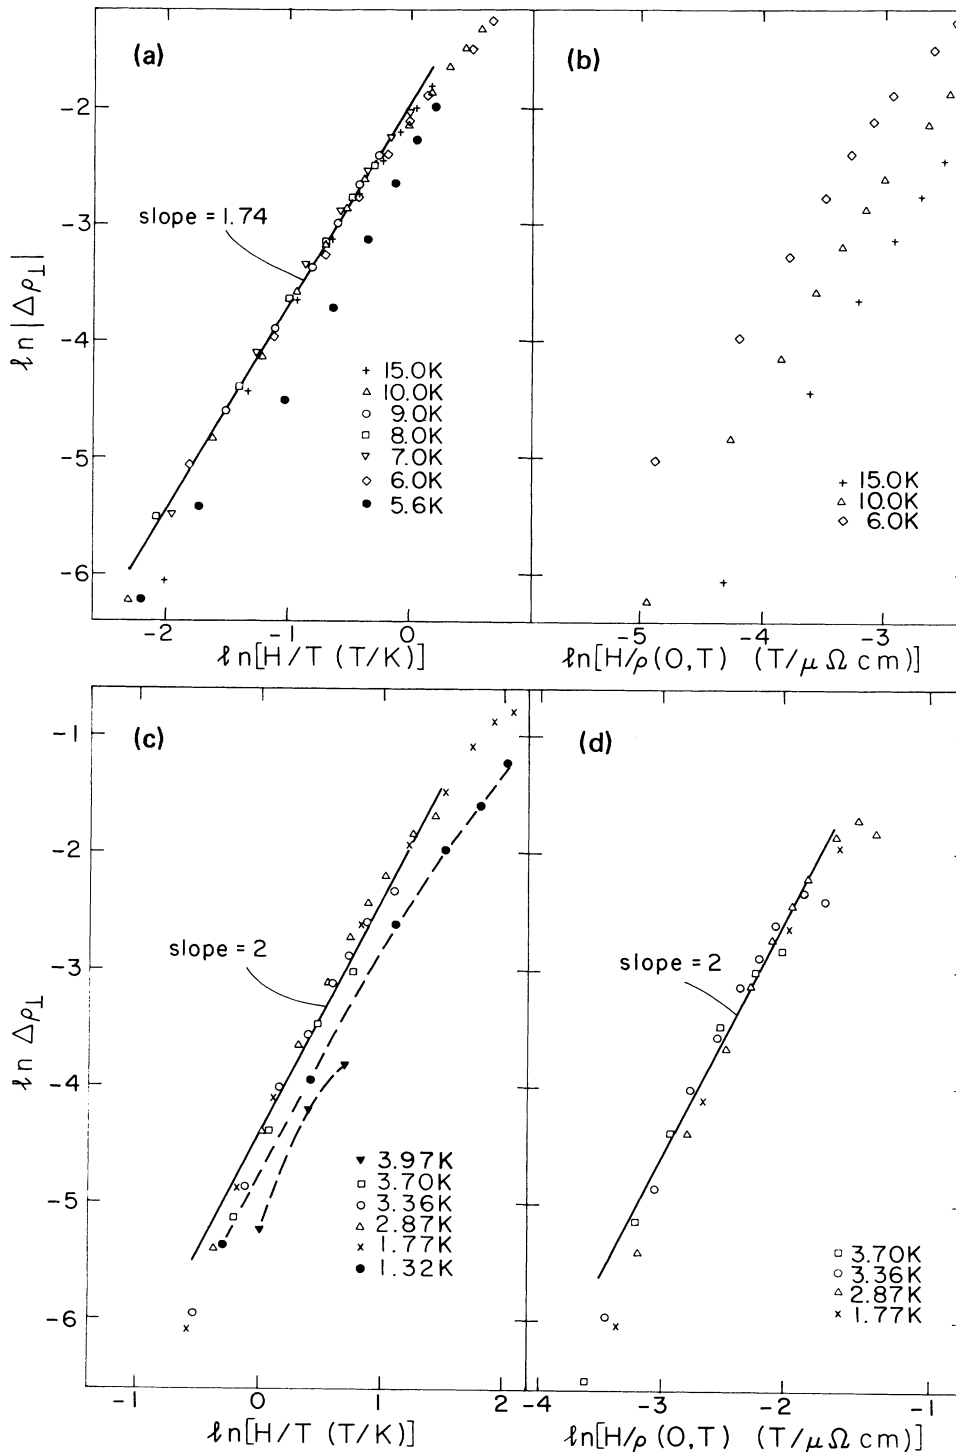 (a)
-2
-3
-4
-5
-6
ℓn|Δρ⊥|
slope = 1.74
+ 15.0K
△ 10.0K
○ 9.0K
□ 8.0K
▽ 7.0K
◇ 6.0K
● 5.6K
-2 -1 0
ℓn[H/T (T/K)]
(b)
+ 15.0K
△ 10.0K
◇ 6.0K
-5 -4 -3
ℓn[H/ρ(0,T) (T/μΩ cm)]
(c)
-1
-2
-3
-4
-5
-6
ℓn Δρ⊥
slope = 2
▼ 3.97K
□ 3.70K
○ 3.36K
△ 2.87K
× 1.77K
● 1.32K
-1 0 1 2
ℓn[H/T (T/K)]
(d)
slope = 2
□ 3.70K
○ 3.36K
△ 2.87K
× 1.77K
-4 -3 -2 -1
ℓn[H/ρ(0,T) (T/μΩ cm)]